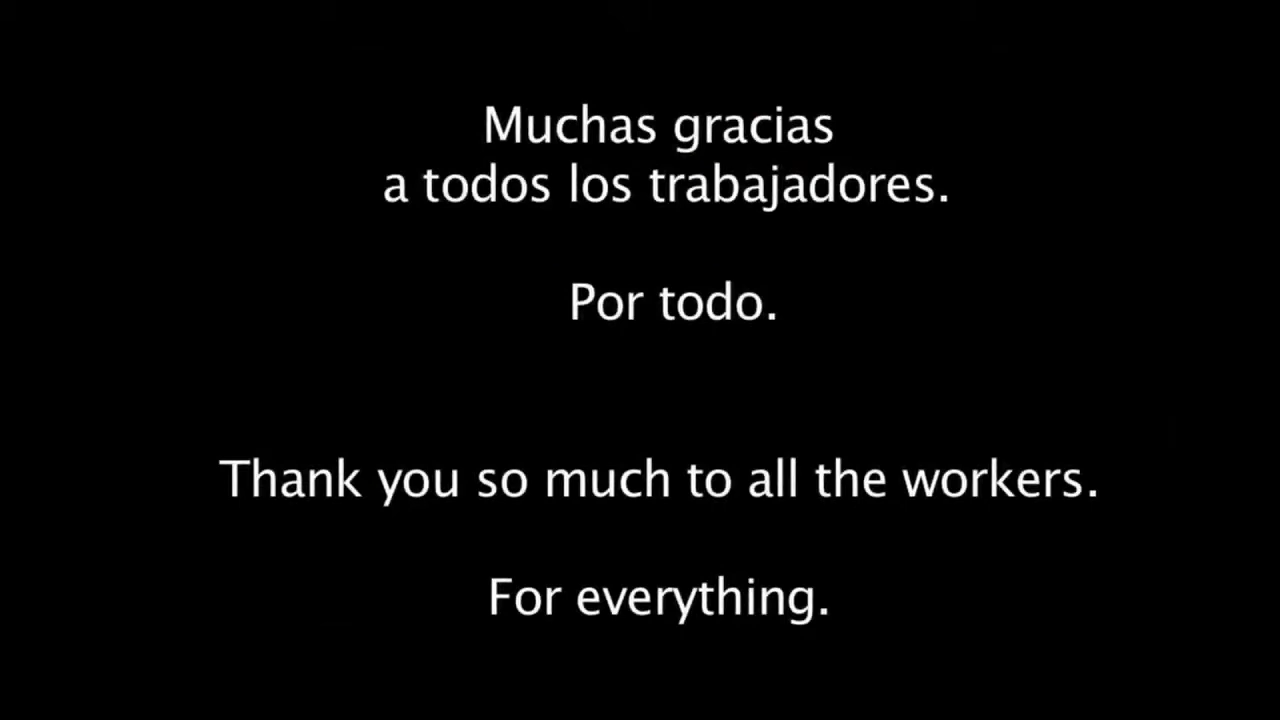 Muchas gracias
a todos los trabajadores.
Por todo.
Thank you so much to all the workers.
For everything.